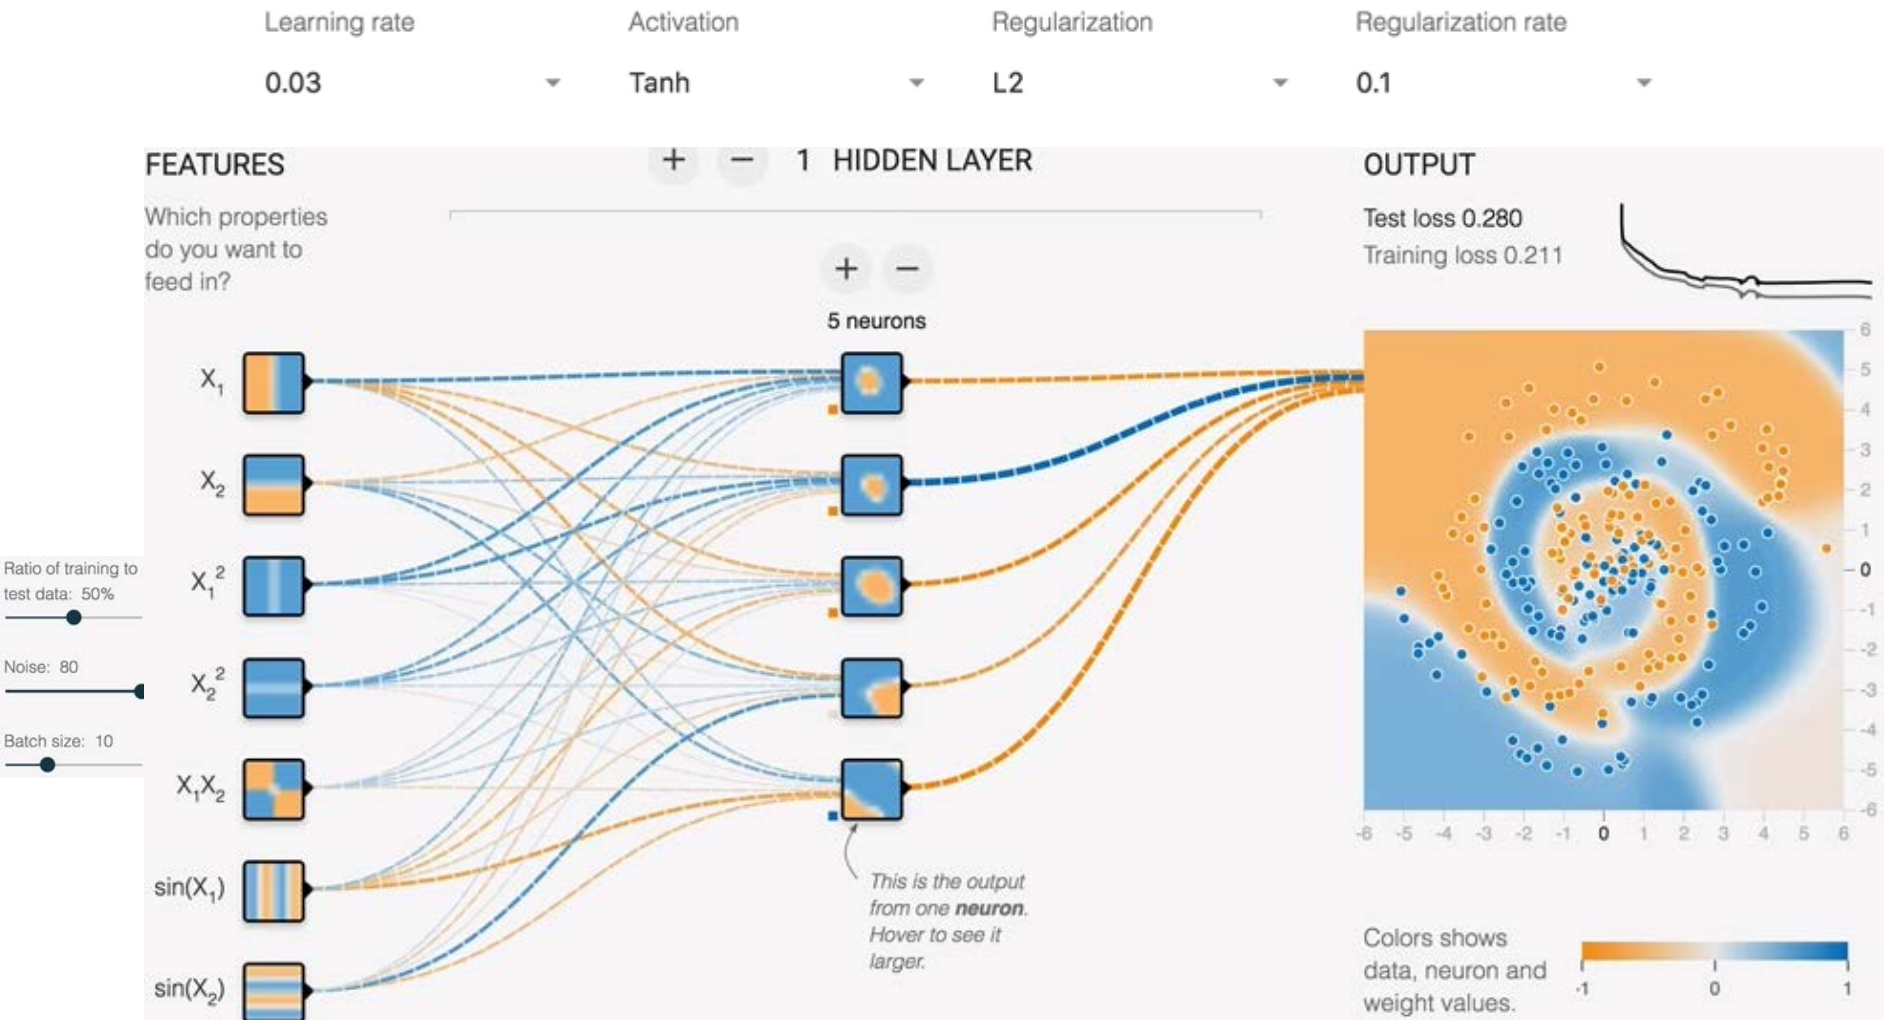 Learning rate
Activation
Regularization
Regularization rate
0.03
Tanh
L2
0.1
FEATURES
+ − 1 HIDDEN LAYER
OUTPUT
Which properties
do you want to
feed in?
Test loss 0.280
Training loss 0.211
+ −
5 neurons
X1
X2
X1²
X2²
X1X2
sin(X1)
sin(X2)
Ratio of training to
test data: 50%
Noise: 80
Batch size: 10
This is the output
from one neuron.
Hover to see it
larger.
6
5
4
3
2
1
0
-1
-2
-3
-4
-5
-6
-6 -5 -4 -3 -2 -1 0 1 2 3 4 5 6
Colors shows
data, neuron and
weight values.
-1 0 1